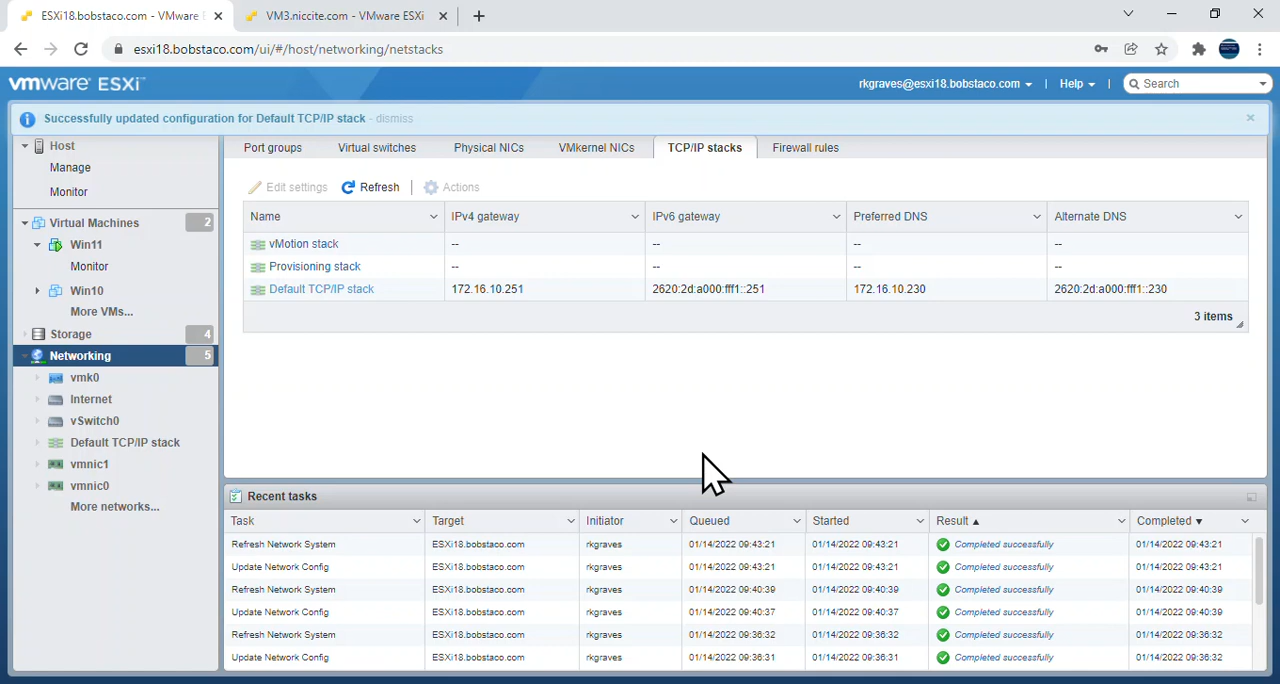 ESXi18.bobstaco.com - VMware E
VM3.niccite.com - VMware ESXi
esxi18.bobstaco.com/ui/#/host/networking/netstacks
vmware ESXi™
rkgraves@esxi18.bobstaco.com | Help | Search
Successfully updated configuration for Default TCP/IP stack - dismiss
Host
Manage
Monitor
Virtual Machines 2
Win11
Monitor
Win10
More VMs...
Storage 4
Networking 5
vmk0
Internet
vSwitch0
Default TCP/IP stack
vmnic1
vmnic0
More networks...
Port groups Virtual switches Physical NICs VMkernel NICs TCP/IP stacks Firewall rules
Edit settings Refresh | Actions
Name IPv4 gateway IPv6 gateway Preferred DNS Alternate DNS
vMotion stack -- -- -- --
Provisioning stack -- -- -- --
Default TCP/IP stack 172.16.10.251 2620:2d:a000:fff1::251 172.16.10.230 2620:2d:a000:fff1::230
3 items
Recent tasks
Task Target Initiator Queued Started Result ▲ Completed ▼
Refresh Network System ESXi18.bobstaco.com rkgraves 01/14/2022 09:43:21 01/14/2022 09:43:21 Completed successfully 01/14/2022 09:43:21
Update Network Config ESXi18.bobstaco.com rkgraves 01/14/2022 09:43:21 01/14/2022 09:43:21 Completed successfully 01/14/2022 09:43:21
Refresh Network System ESXi18.bobstaco.com rkgraves 01/14/2022 09:40:39 01/14/2022 09:40:39 Completed successfully 01/14/2022 09:40:39
Update Network Config ESXi18.bobstaco.com rkgraves 01/14/2022 09:40:37 01/14/2022 09:40:37 Completed successfully 01/14/2022 09:40:39
Refresh Network System ESXi18.bobstaco.com rkgraves 01/14/2022 09:36:32 01/14/2022 09:36:32 Completed successfully 01/14/2022 09:36:32
Update Network Config ESXi18.bobstaco.com rkgraves 01/14/2022 09:36:31 01/14/2022 09:36:31 Completed successfully 01/14/2022 09:36:32